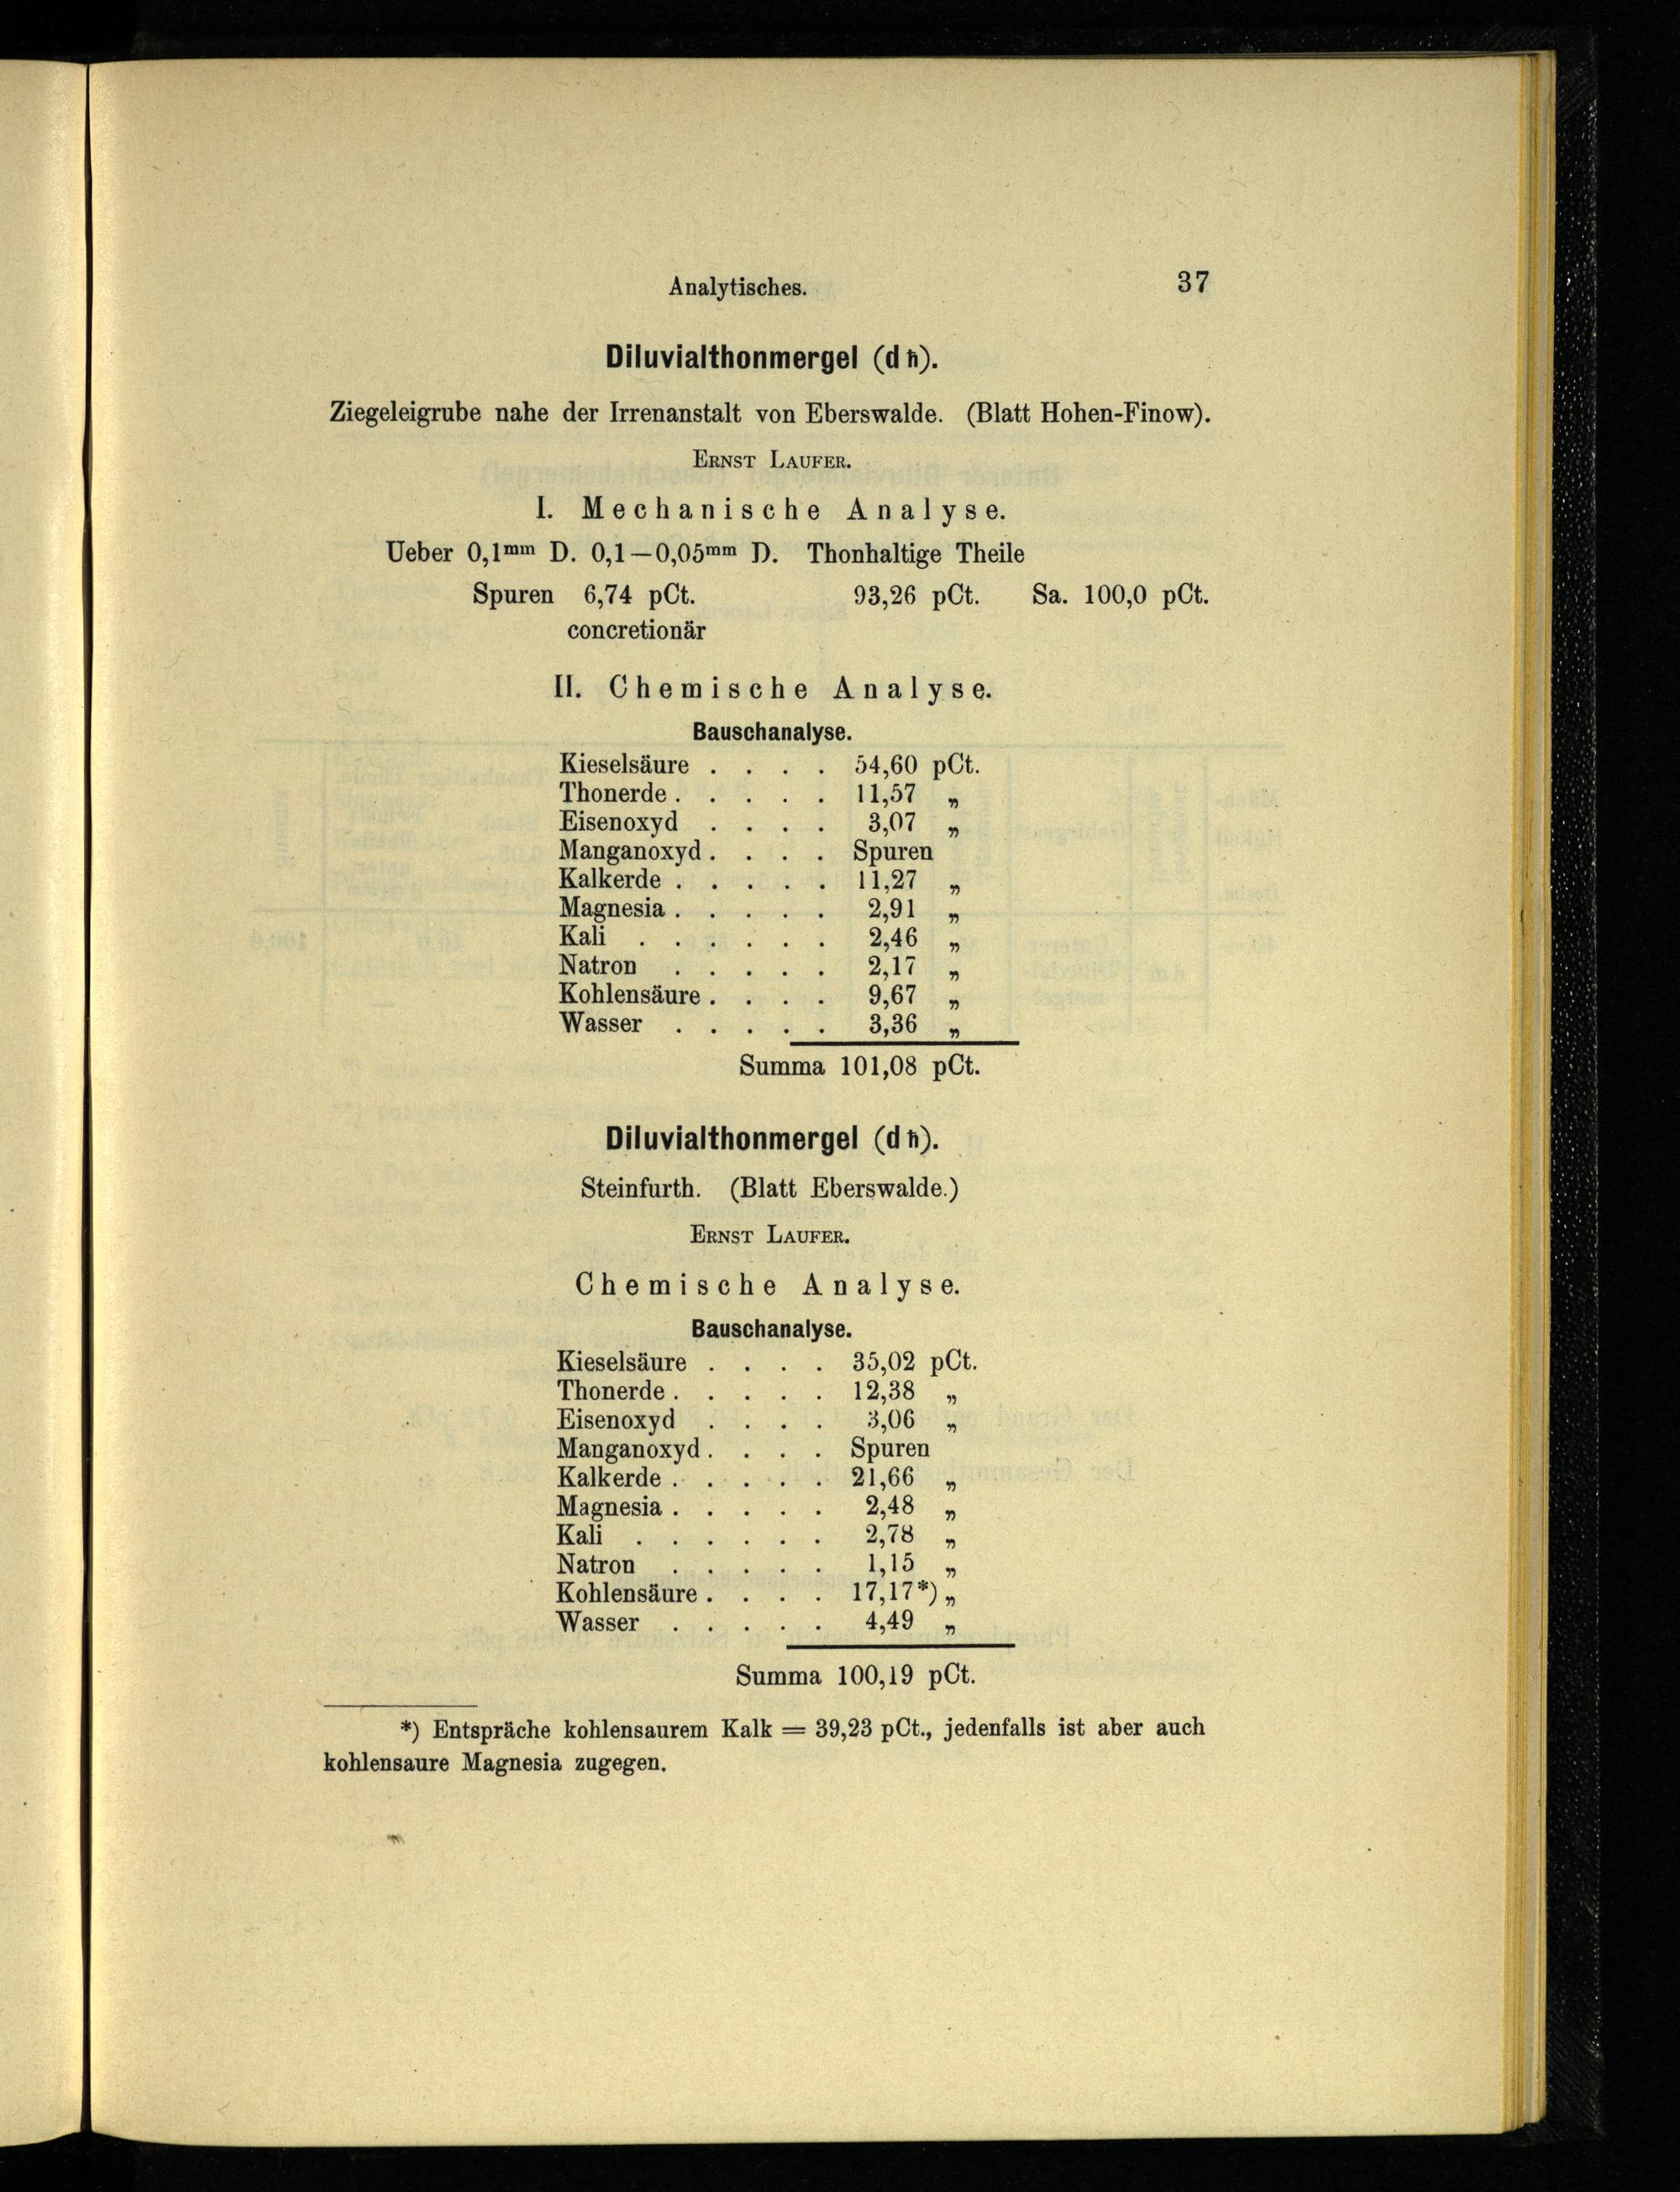 Analytisches. 37
Diluvialthonmergel (dħ).
Ziegeleigrube nahe der Irrenanstalt von Eberswalde. (Blatt Hohen-Finow).
ERNST LAUFER.
I. Mechanische Analyse.
Ueber 0,1mm D. 0,1—0,05mm D. Thonhaltige Theile
Spuren 6,74 pCt. 93,26 pCt. Sa. 100,0 pCt.
concretionär
II. Chemische Analyse.
Bauschanalyse.
Kieselsäure . . . . 54,60 pCt.
Thonerde . . . . . 11,57 „
Eisenoxyd . . . . 3,07 „
Manganoxyd . . . . Spuren
Kalkerde . . . . . 11,27 „
Magnesia . . . . . 2,91 „
Kali . . . . . . 2,46 „
Natron . . . . . 2,17 „
Kohlensäure . . . . 9,67 „
Wasser . . . . . 3,36 „
Summa 101,08 pCt.
Diluvialthonmergel (dħ).
Steinfurth. (Blatt Eberswalde.)
ERNST LAUFER.
Chemische Analyse.
Bauschanalyse.
Kieselsäure . . . . 35,02 pCt.
Thonerde . . . . . 12,38 „
Eisenoxyd . . . . 3,06 „
Manganoxyd . . . . Spuren
Kalkerde . . . . . 21,66 „
Magnesia . . . . . 2,48 „
Kali . . . . . . 2,78 „
Natron . . . . . 1,15 „
Kohlensäure . . . . 17,17*) „
Wasser . . . . . 4,49 „
Summa 100,19 pCt.
*) Entspräche kohlensaurem Kalk = 39,23 pCt., jedenfalls ist aber auch
kohlensaure Magnesia zugegen.